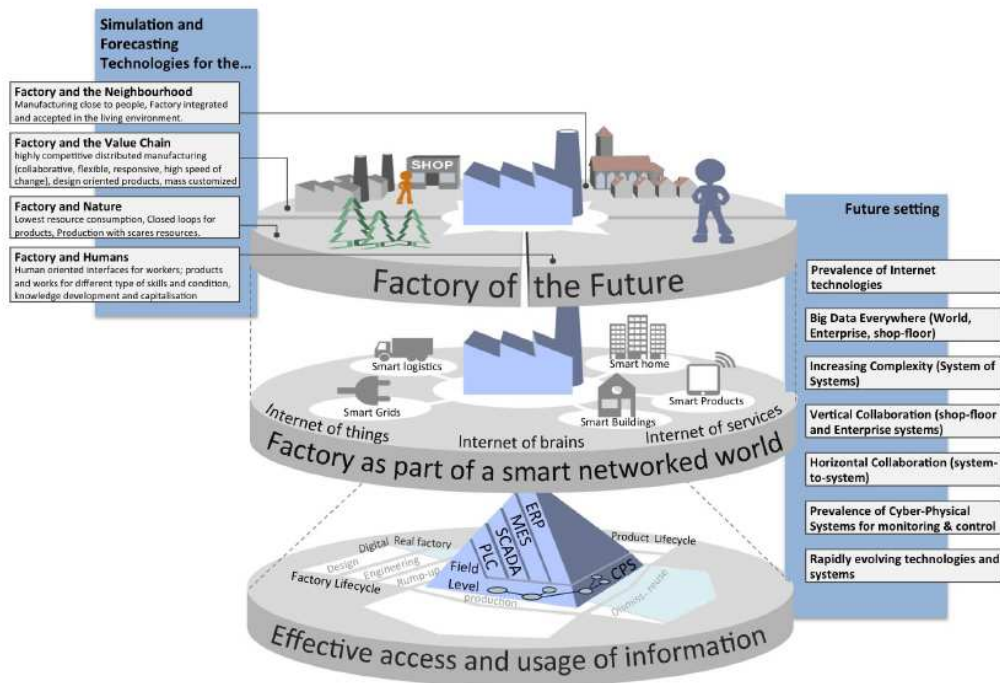 Simulation and
Forecasting
Technologies for the...
Factory and the Neighbourhood
Manufacturing close to people, Factory integrated
and accepted in the living environment.
Factory and the Value Chain
highly competitive distributed manufacturing
(collaborative, flexible, responsive, high speed of
change), design oriented products, mass customized
Factory and Nature
Lowest resource consumption, Closed loops for
products, Production with scares resources.
Factory and Humans
Human oriented interfaces for workers; products
and works for different type of skills and condition,
knowledge development and capitalisation
SHOP
Factory of the Future
Smart logistics
Smart home
Smart Grids
Smart Buildings
Smart Products
Internet of things
Internet of brains
Internet of services
Factory as part of a smart networked world
ERP
MES
SCADA
PLC
Field
Level
CPS
Digital Real factory
Design
Engineering
Rump-up
Factory Lifecycle
production
Product Lifecycle
Dismiss. reuse
Effective access and usage of information
Future setting
Prevalence of Internet
technologies
Big Data Everywhere (World,
Enterprise, shop-floor)
Increasing Complexity (System of
Systems)
Vertical Collaboration (shop-floor
and Enterprise systems)
Horizontal Collaboration (system-
to-system)
Prevalence of Cyber-Physical
Systems for monitoring & control
Rapidly evolving technologies and
systems